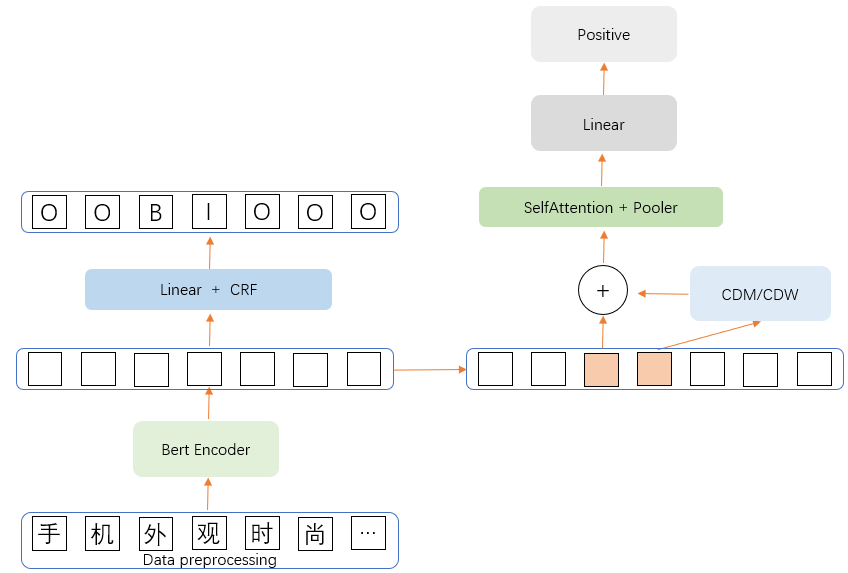 Positive
Linear
SelfAttention + Pooler
O O B I O O O
Linear + CRF
+
CDM/CDW
Bert Encoder
手 机 外 观 时 尚 ...
Data preprocessing